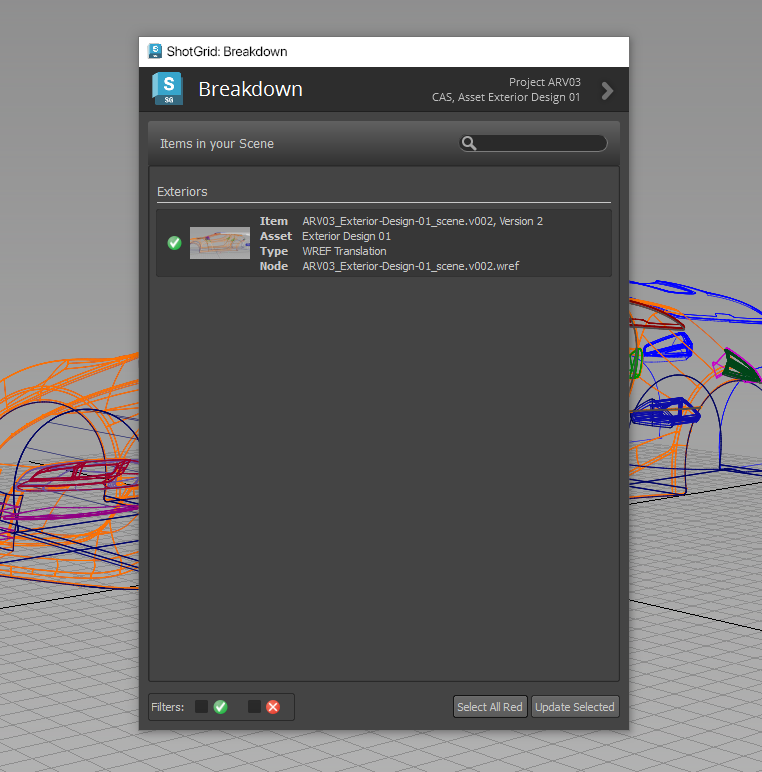 S
SG
ShotGrid: Breakdown
S
SG
Breakdown
Project ARV03
CAS, Asset Exterior Design 01
Items in your Scene
Exteriors
Item ARV03_Exterior-Design-01_scene.v002, Version 2
Asset Exterior Design 01
Type WREF Translation
Node ARV03_Exterior-Design-01_scene.v002.wref
Filters:
Select All Red
Update Selected